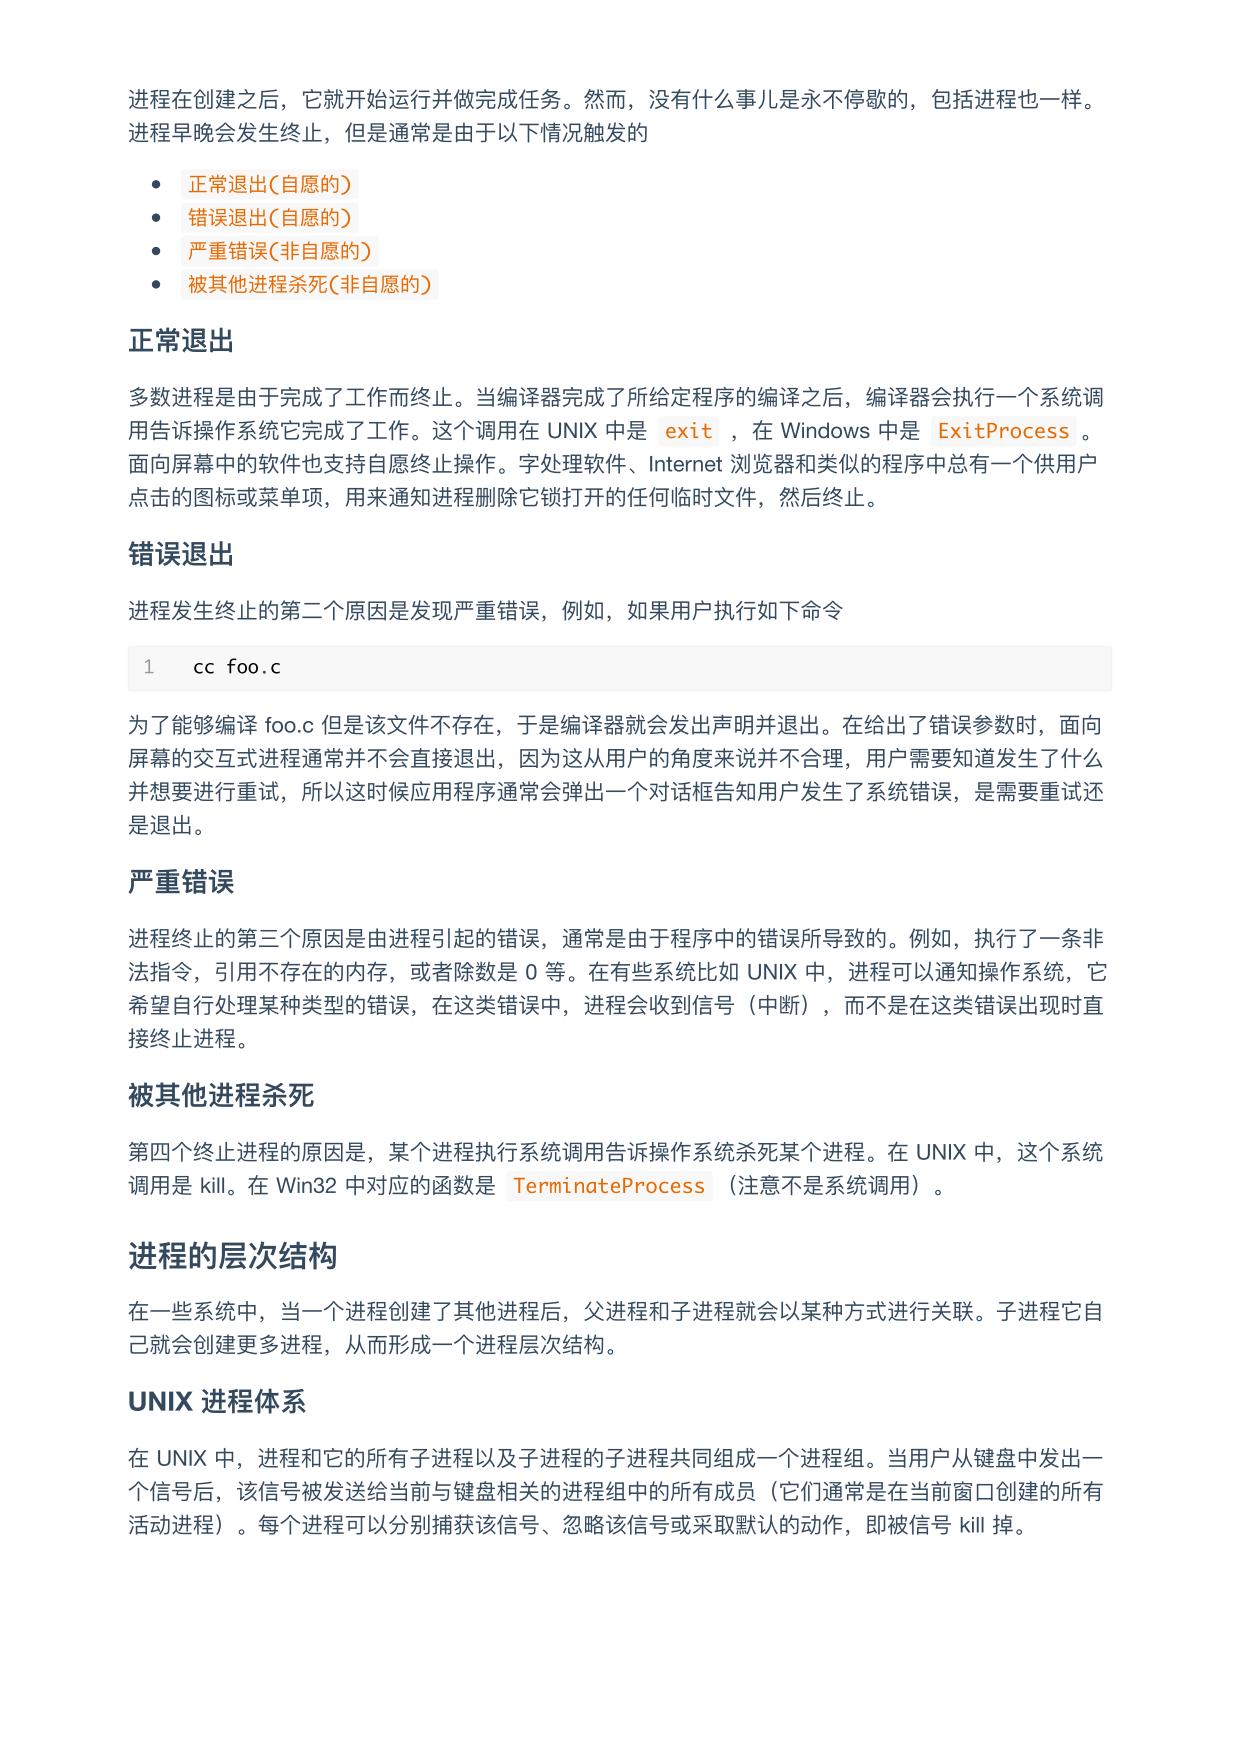 进程在创建之后，它就开始运行并做完成任务。然而，没有什么事儿是永不停歇的，包括进程也一样。
进程早晚会发生终止，但是通常是由于以下情况触发的
• 正常退出(自愿的)
• 错误退出(自愿的)
• 严重错误(非自愿的)
• 被其他进程杀死(非自愿的)
正常退出
多数进程是由于完成了工作而终止。当编译器完成了所给定程序的编译之后，编译器会执行一个系统调
用告诉操作系统它完成了工作。这个调用在 UNIX 中是 exit ，在 Windows 中是 ExitProcess 。
面向屏幕中的软件也支持自愿终止操作。字处理软件、Internet 浏览器和类似的程序中总有一个供用户
点击的图标或菜单项，用来通知进程删除它锁打开的任何临时文件，然后终止。
错误退出
进程发生终止的第二个原因是发现严重错误，例如，如果用户执行如下命令
1 cc foo.c
为了能够编译 foo.c 但是该文件不存在，于是编译器就会发出声明并退出。在给出了错误参数时，面向
屏幕的交互式进程通常并不会直接退出，因为这从用户的角度来说并不合理，用户需要知道发生了什么
并想要进行重试，所以这时候应用程序通常会弹出一个对话框告知用户发生了系统错误，是需要重试还
是退出。
严重错误
进程终止的第三个原因是由进程引起的错误，通常是由于程序中的错误所导致的。例如，执行了一条非
法指令，引用不存在的内存，或者除数是 0 等。在有些系统比如 UNIX 中，进程可以通知操作系统，它
希望自行处理某种类型的错误，在这类错误中，进程会收到信号（中断），而不是在这类错误出现时直
接终止进程。
被其他进程杀死
第四个终止进程的原因是，某个进程执行系统调用告诉操作系统杀死某个进程。在 UNIX 中，这个系统
调用是 kill。在 Win32 中对应的函数是 TerminateProcess （注意不是系统调用）。
进程的层次结构
在一些系统中，当一个进程创建了其他进程后，父进程和子进程就会以某种方式进行关联。子进程它自
己就会创建更多进程，从而形成一个进程层次结构。
UNIX 进程体系
在 UNIX 中，进程和它的所有子进程以及子进程的子进程共同组成一个进程组。当用户从键盘中发出一
个信号后，该信号被发送给当前与键盘相关的进程组中的所有成员（它们通常是在当前窗口创建的所有
活动进程）。每个进程可以分别捕获该信号、忽略该信号或采取默认的动作，即被信号 kill 掉。